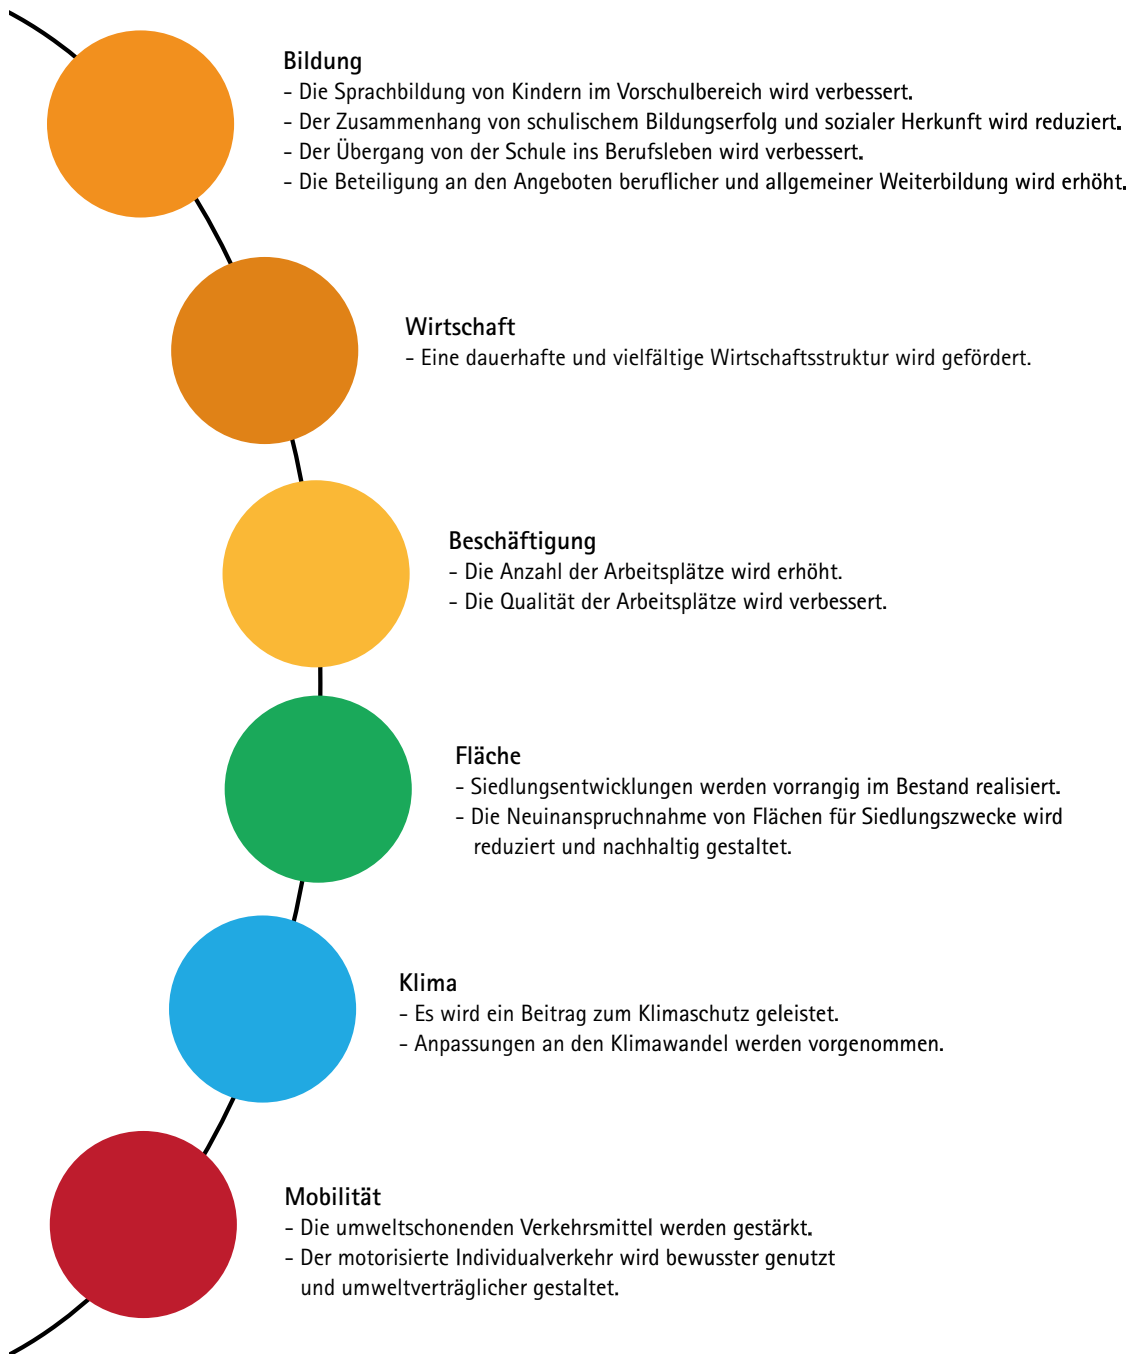 Bildung
- Die Sprachbildung von Kindern im Vorschulbereich wird verbessert.
- Der Zusammenhang von schulischem Bildungserfolg und sozialer Herkunft wird reduziert.
- Der Übergang von der Schule ins Berufsleben wird verbessert.
- Die Beteiligung an den Angeboten beruflicher und allgemeiner Weiterbildung wird erhöht.
Wirtschaft
- Eine dauerhafte und vielfältige Wirtschaftsstruktur wird gefördert.
Beschäftigung
- Die Anzahl der Arbeitsplätze wird erhöht.
- Die Qualität der Arbeitsplätze wird verbessert.
Fläche
- Siedlungsentwicklungen werden vorrangig im Bestand realisiert.
- Die Neuinanspruchnahme von Flächen für Siedlungszwecke wird
reduziert und nachhaltig gestaltet.
Klima
- Es wird ein Beitrag zum Klimaschutz geleistet.
- Anpassungen an den Klimawandel werden vorgenommen.
Mobilität
- Die umweltschonenden Verkehrsmittel werden gestärkt.
- Der motorisierte Individualverkehr wird bewusster genutzt
und umweltverträglicher gestaltet.